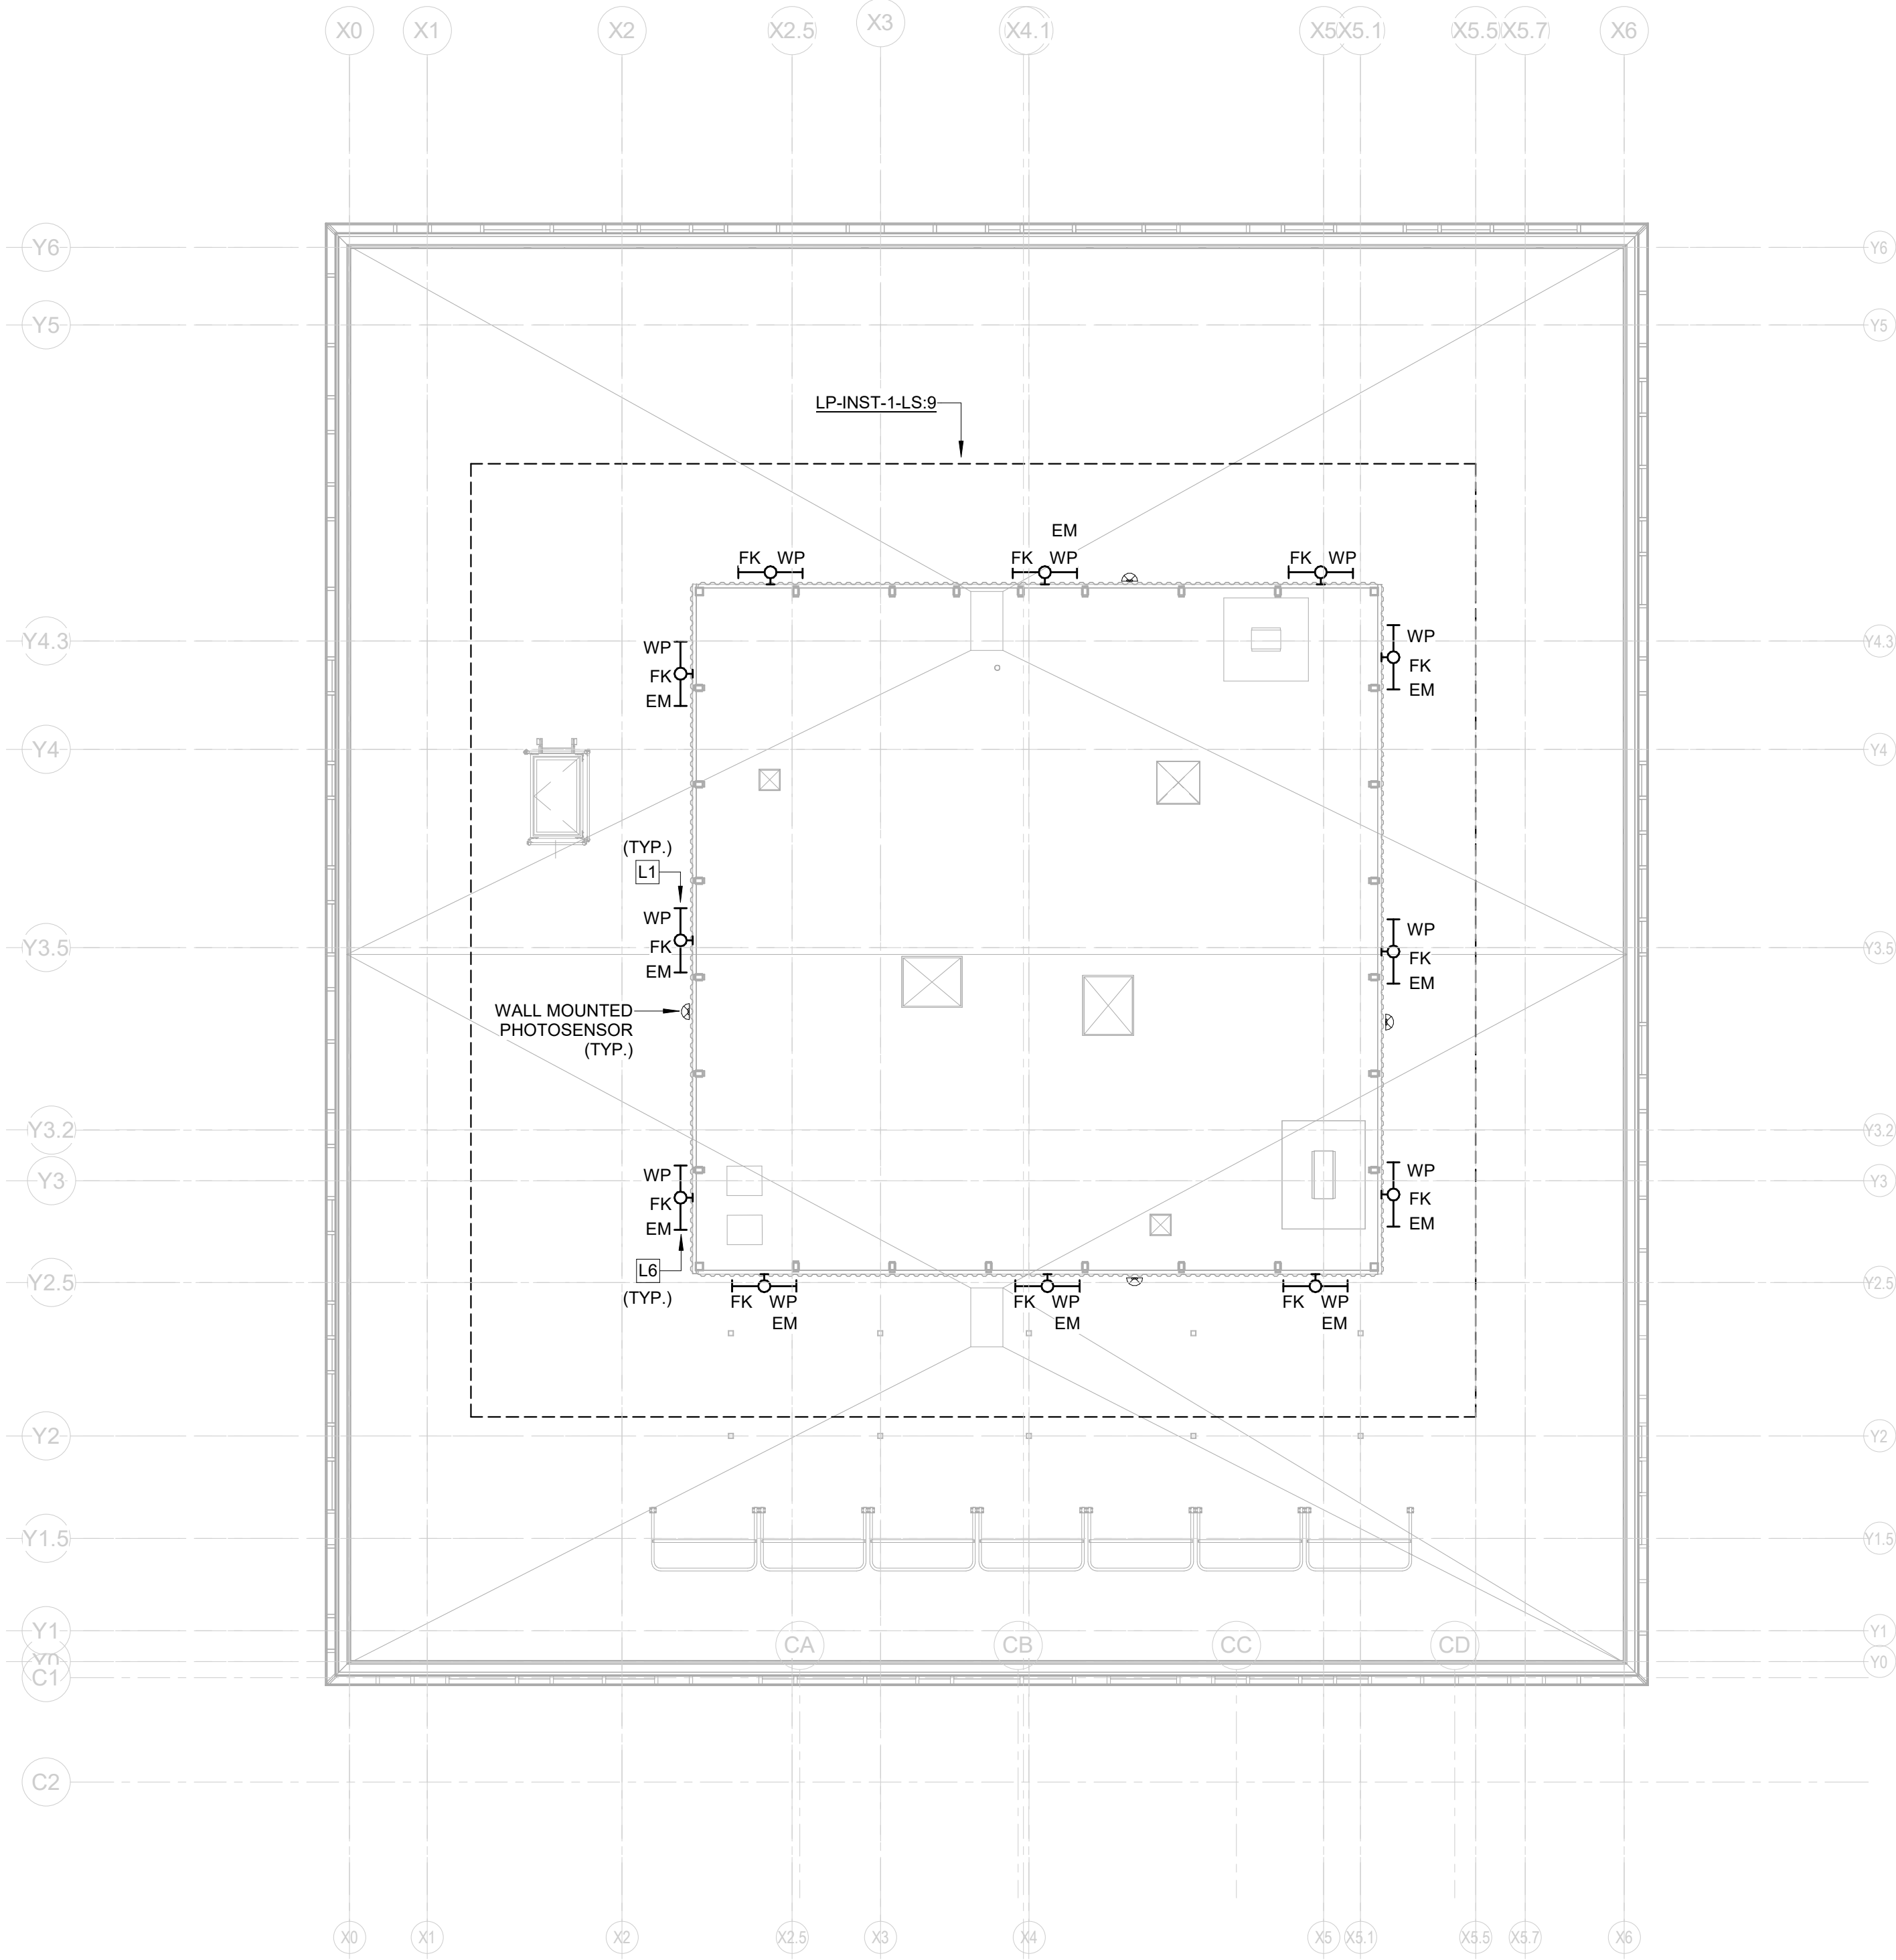 X0 X1 X2 X2.5 X3 X4.1 X5 X5.1 X5.5 X5.7 X6
Y6 Y6
Y5 Y5
LP-INST-1-LS:9
EM
FK WP FK WP FK WP
WP
Y4.3 Y4.3
WP
FK
FK
EM
EM
Y4 Y4
(TYP.)
L1
WP
WP
Y3.5 Y3.5
FK
FK
EM
EM
WALL MOUNTED
PHOTOSENSOR
(TYP.)
Y3.2 Y3.2
WP
WP
Y3 Y3
FK
FK
EM
EM
L6
Y2.5 Y2.5
(TYP.)
FK WP FK WP FK WP
EM EM EM
Y2 Y2
Y1.5 Y1.5
Y1 Y1
CA CB CC CD
Y0 Y0
C1
C2
X0 X1 X2 X2.5 X3 X4 X5 X5.1 X5.5 X5.7 X6